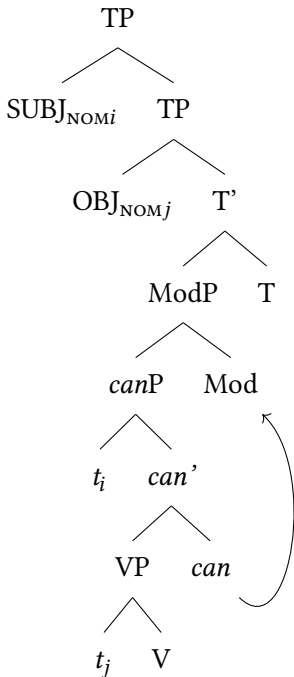 TP
SUBJNOMi TP
OBJNOMj T’
ModP T
canP Mod
ti can’
VP can
tj V